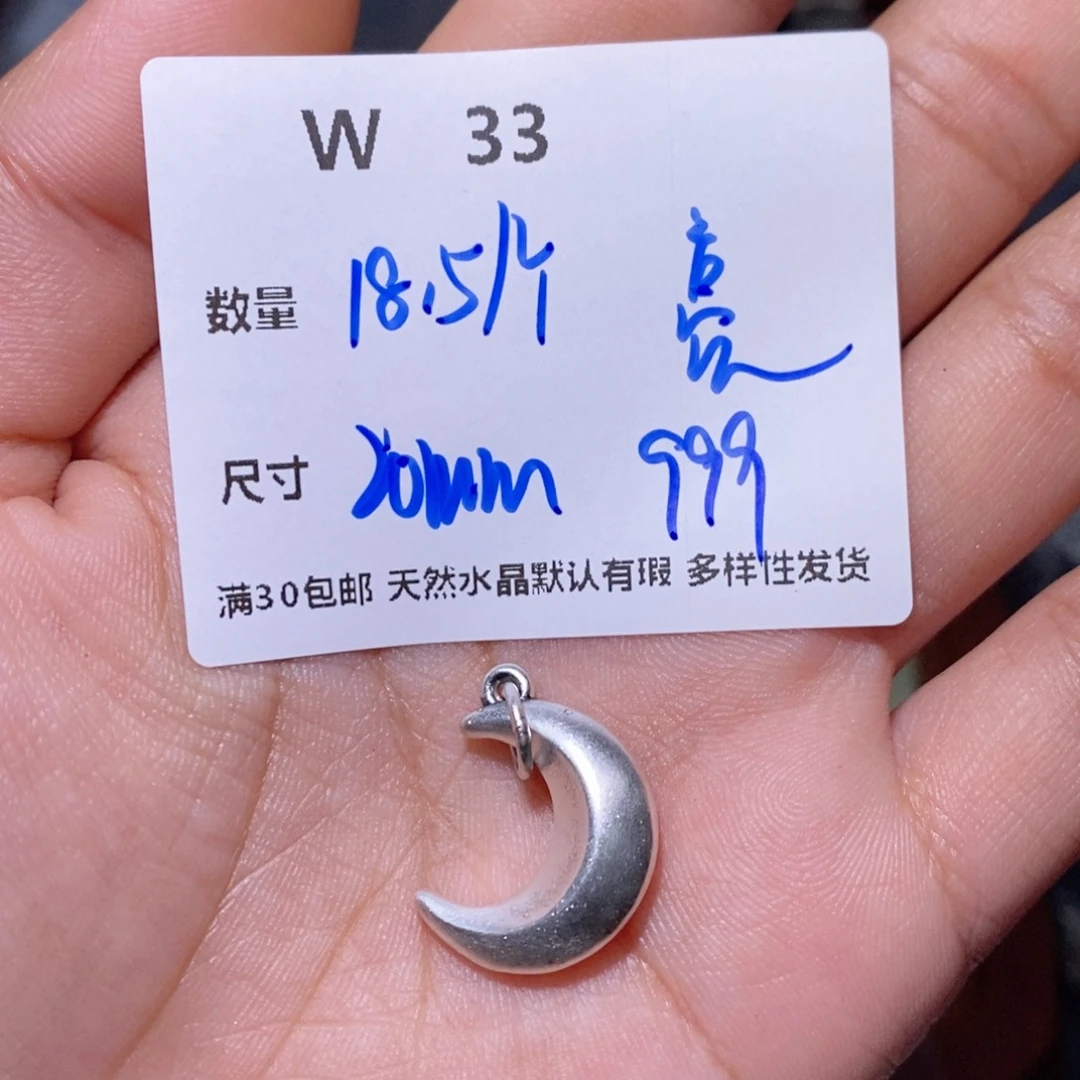 W 33
数量 18.5/个 亮
尺寸 20mm 999
满30包邮 天然水晶默认有瑕 多样性发货